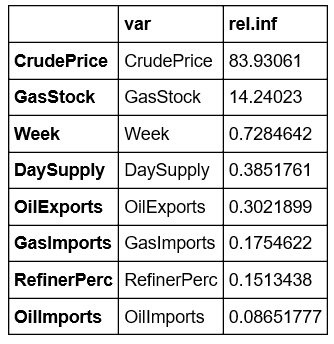 var rel.inf
CrudePrice CrudePrice 83.93061
GasStock GasStock 14.24023
Week Week 0.7284642
DaySupply DaySupply 0.3851761
OilExports OilExports 0.3021899
GasImports GasImports 0.1754622
RefinerPerc RefinerPerc 0.1513438
OilImports OilImports 0.08651777